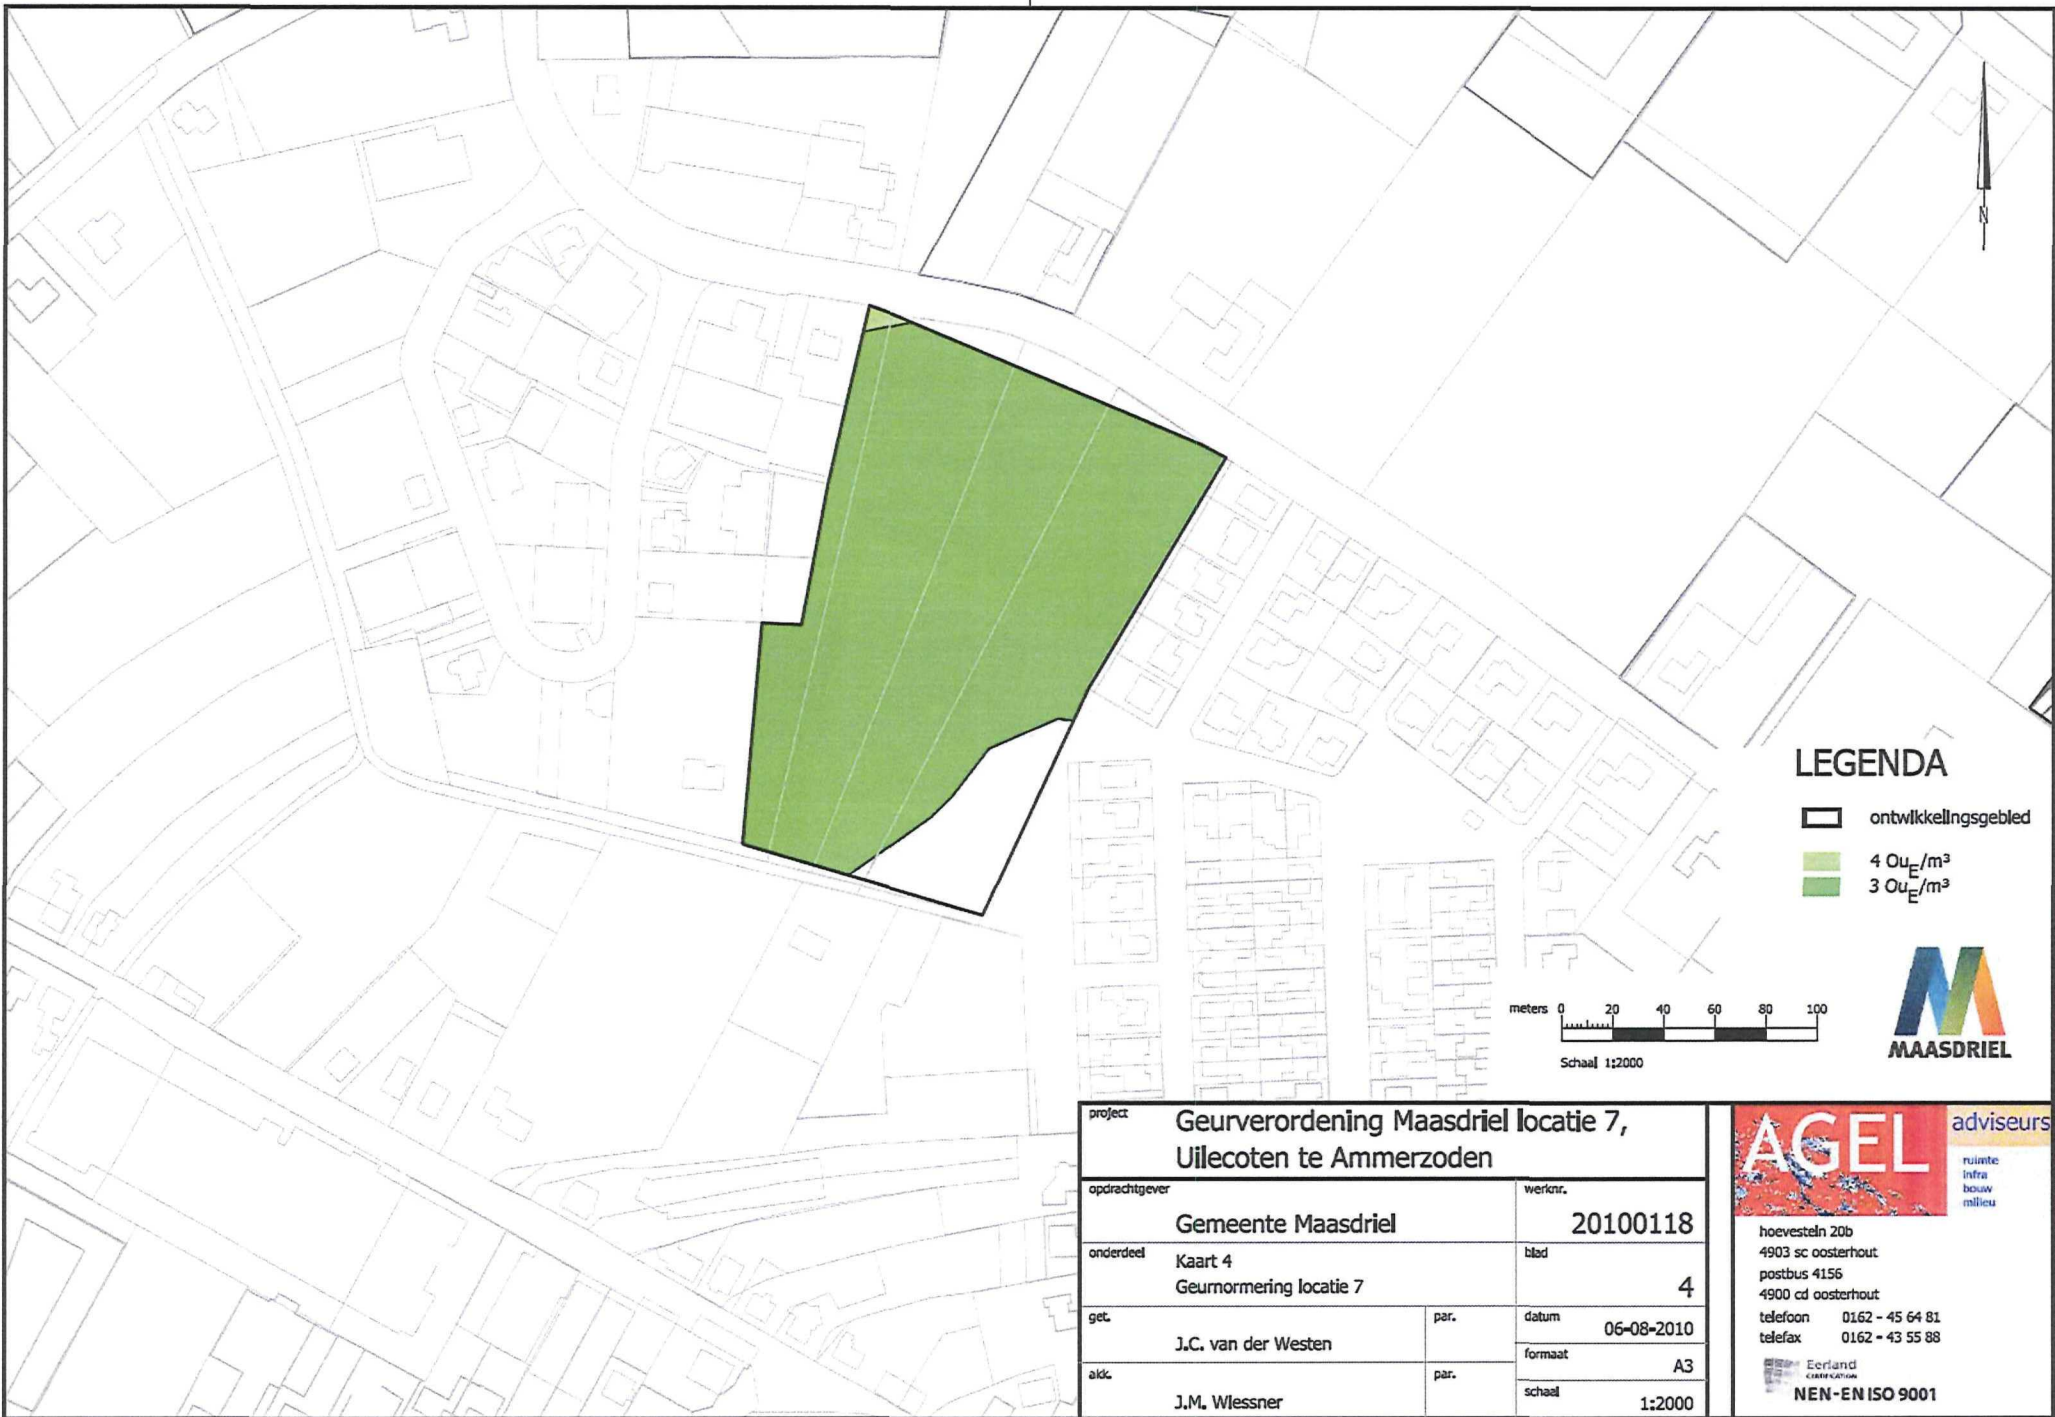 N
LEGENDA
ontwikkelingsgebied
4 OuE/m³
3 OuE/m³
meters 0 20 40 60 80 100
Schaal 1:2000
MAASDRIEL
project Geurverordening Maasdriel locatie 7,
Uilecoten te Ammerzoden
opdrachtgever werknr.
Gemeente Maasdriel 20100118
onderdeel Kaart 4 blad
Geurnormering locatie 7 4
get. par. datum
J.C. van der Westen 06-08-2010
formaat A3
akk. par.
J.M. Wiessner schaal 1:2000
AGEL adviseurs
ruimte
infra
bouw
milieu
hoevestein 20b
4903 sc oosterhout
postbus 4156
4900 cd oosterhout
telefoon 0162 - 45 64 81
telefax 0162 - 43 55 88
Eerland
CERTIFICATION
NEN-EN ISO 9001